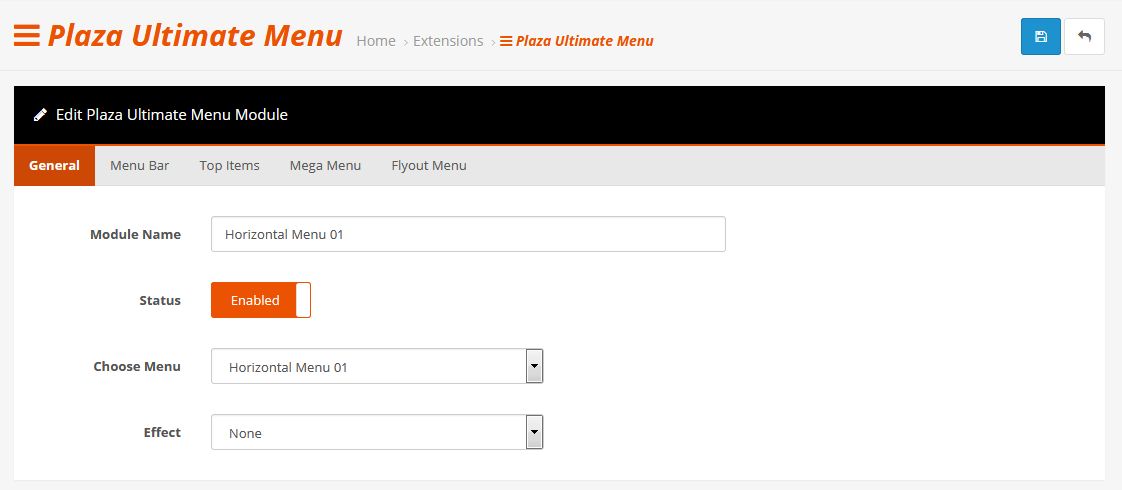 Plaza Ultimate Menu Home › Extensions › Plaza Ultimate Menu
Edit Plaza Ultimate Menu Module
General Menu Bar Top Items Mega Menu Flyout Menu
Module Name Horizontal Menu 01
Status Enabled
Choose Menu Horizontal Menu 01
Effect None